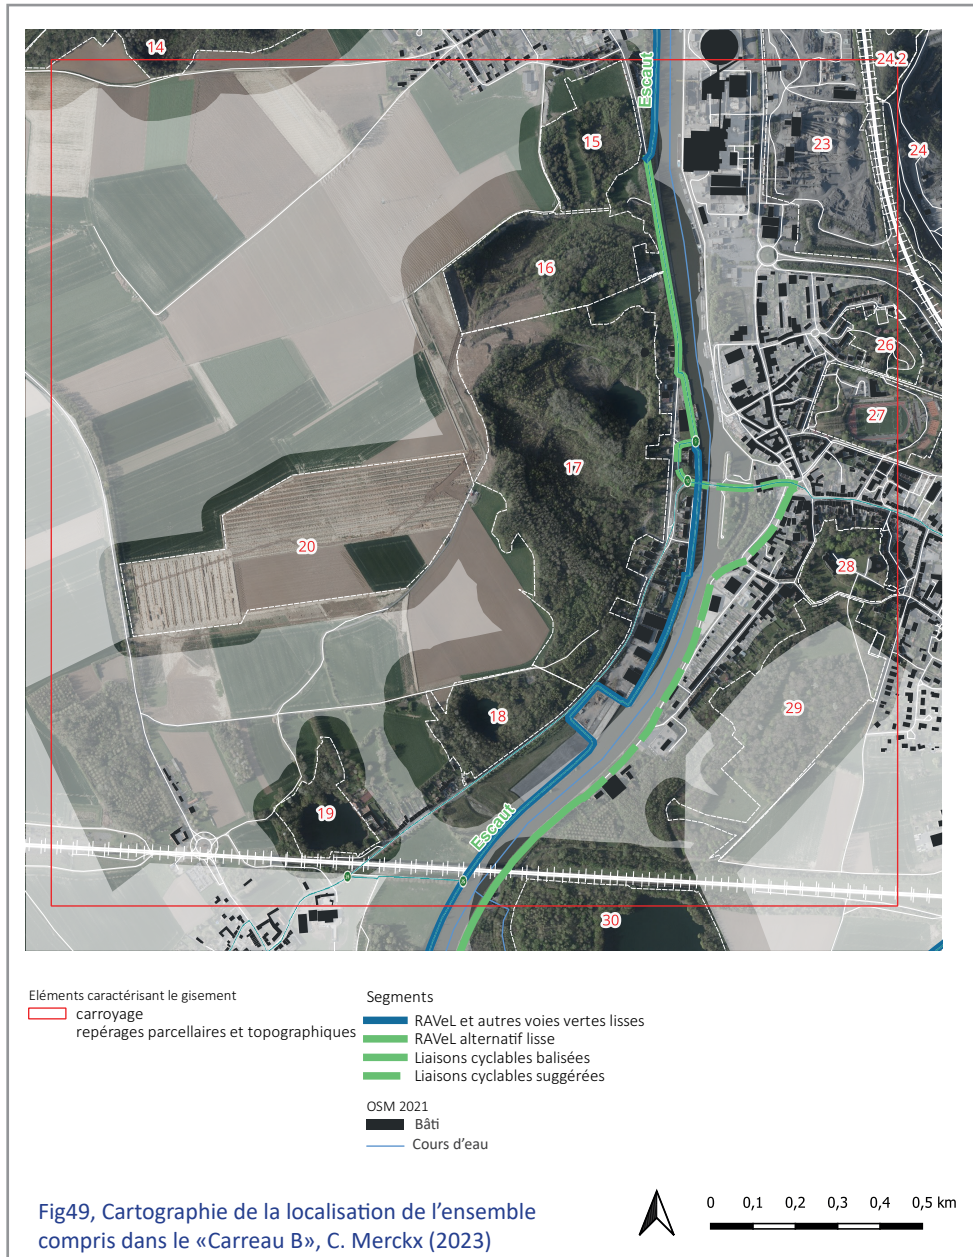 14
Escaut
24.2
15
23
24
16
26
27
17
20
28
18
29
19
Escaut
30
Eléments caractérisant le gisement
carroyage
repérages parcellaires et topographiques
Segments
RAVeL et autres voies vertes lisses
RAVeL alternatif lisse
Liaisons cyclables balisées
Liaisons cyclables suggérées
OSM 2021
Bâti
Cours d’eau
Fig49, Cartographie de la localisation de l’ensemble
compris dans le «Carreau B», C. Merckx (2023)
0 0,1 0,2 0,3 0,4 0,5 km